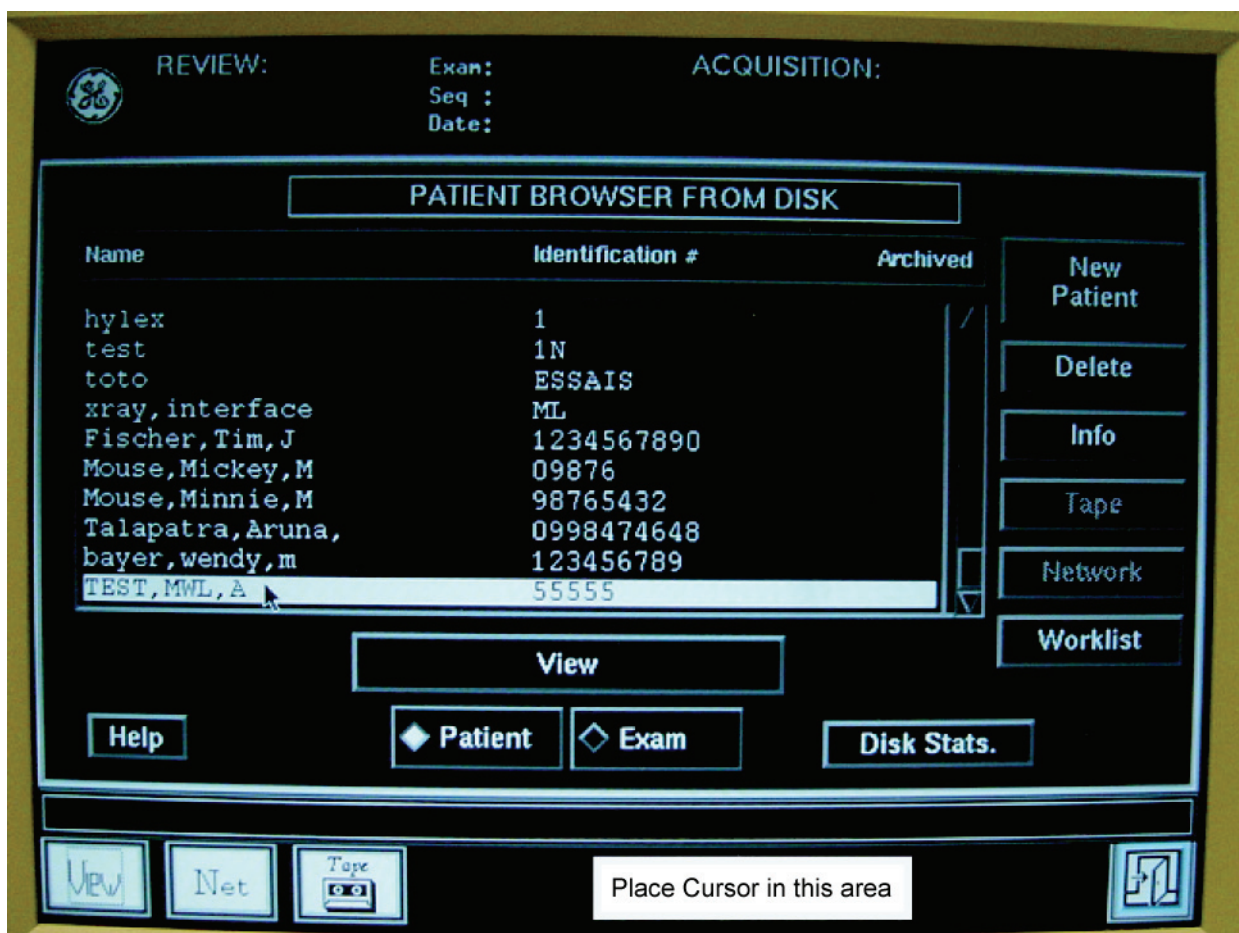 REVIEW: Exam: ACQUISITION:
Seq :
Date:
PATIENT BROWSER FROM DISK
Name Identification # Archived
hylex 1
test 1N
toto ESSAIS
xray,interface ML
Fischer,Tim,J 1234567890
Mouse,Mickey,M 09876
Mouse,Minnie,M 98765432
Talapatra,Aruna, 0998474648
bayer,wendy,m 123456789
TEST,MWL,A 55555
New
Patient
Delete
Info
Tape
Network
Worklist
View
Help Patient Exam Disk Stats.
View Net Tape Place Cursor in this area